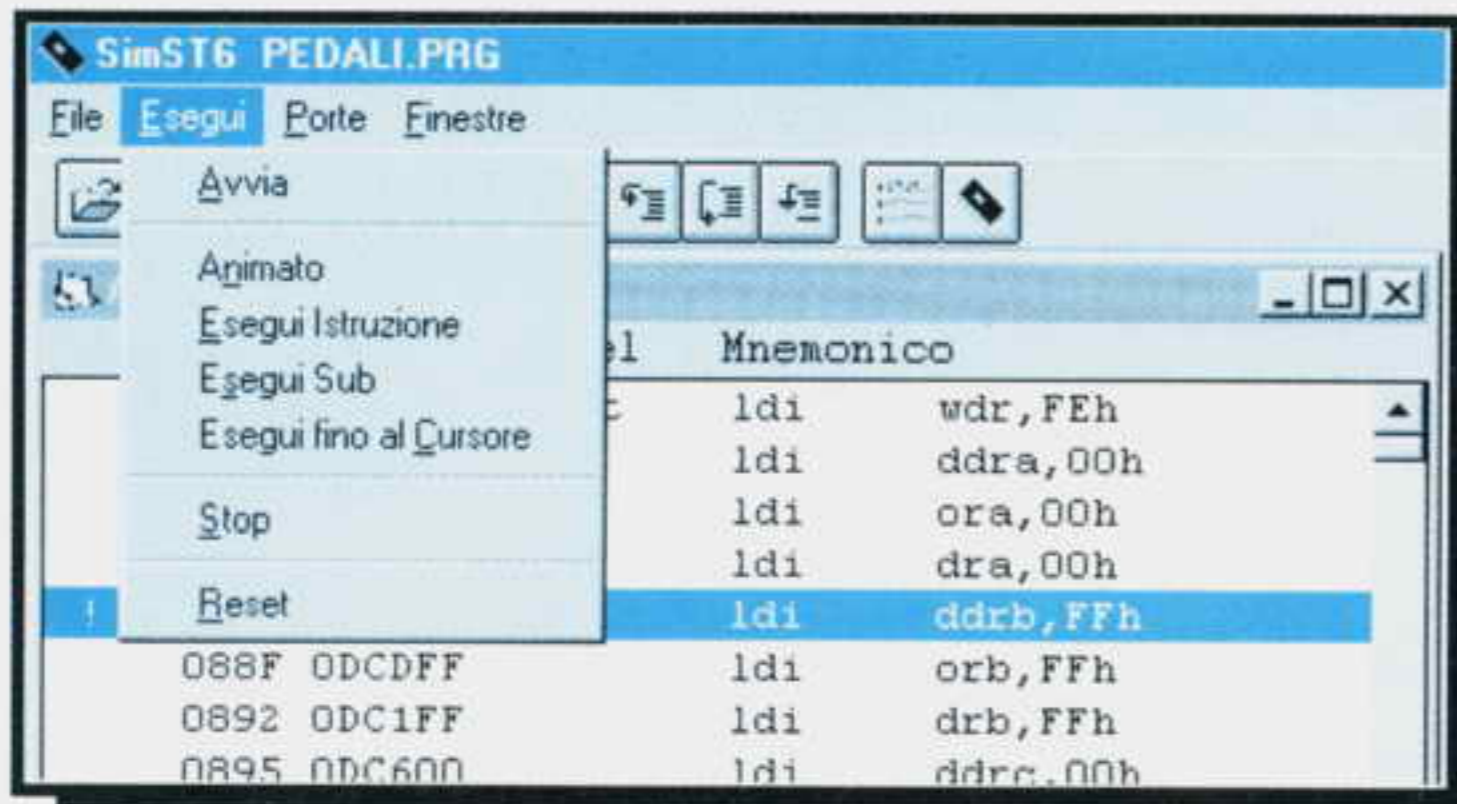 SimST6 PEDALI.PRG
File Esegui Porte Finestre
Avvia
Animato
Esegui Istruzione
Esegui Sub
Esegui fino al Cursore
Stop
Reset
Mnemonico
ldi wdr,FEh
ldi ddra,00h
ldi ora,00h
ldi dra,00h
! ldi ddrb,FFh
088F 0DCDFF ldi orb,FFh
0892 0DC1FF ldi drb,FFh
0895 0DC600 ldi ddrc,00h